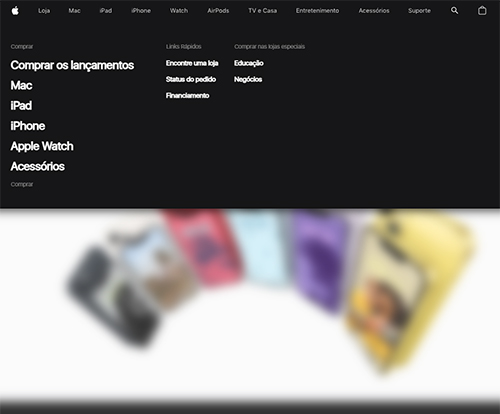 Loja Mac iPad iPhone Watch AirPods TV e Casa Entretenimento Acessórios Suporte
Comprar
Comprar os lançamentos
Mac
iPad
iPhone
Apple Watch
Acessórios
Comprar
Links Rápidos
Encontre uma loja
Status do pedido
Financiamento
Comprar nas lojas especiais
Educação
Negócios